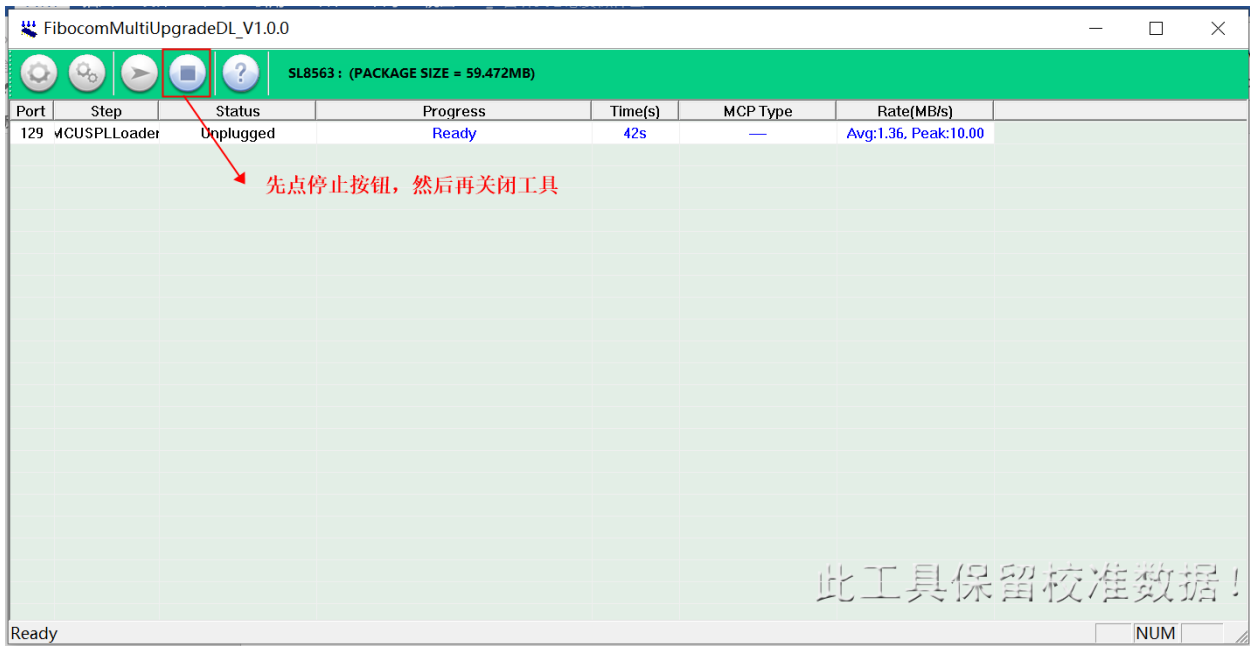 FibocomMultiUpgradeDL_V1.0.0
SL8563 : (PACKAGE SIZE = 59.472MB)
Port Step Status Progress Time(s) MCP Type Rate(MB/s)
129 MCUSPLLoader Unplugged Ready 42s — Avg:1.36, Peak:10.00
先点停止按钮，然后再关闭工具
此工具保留校准数据！
Ready NUM